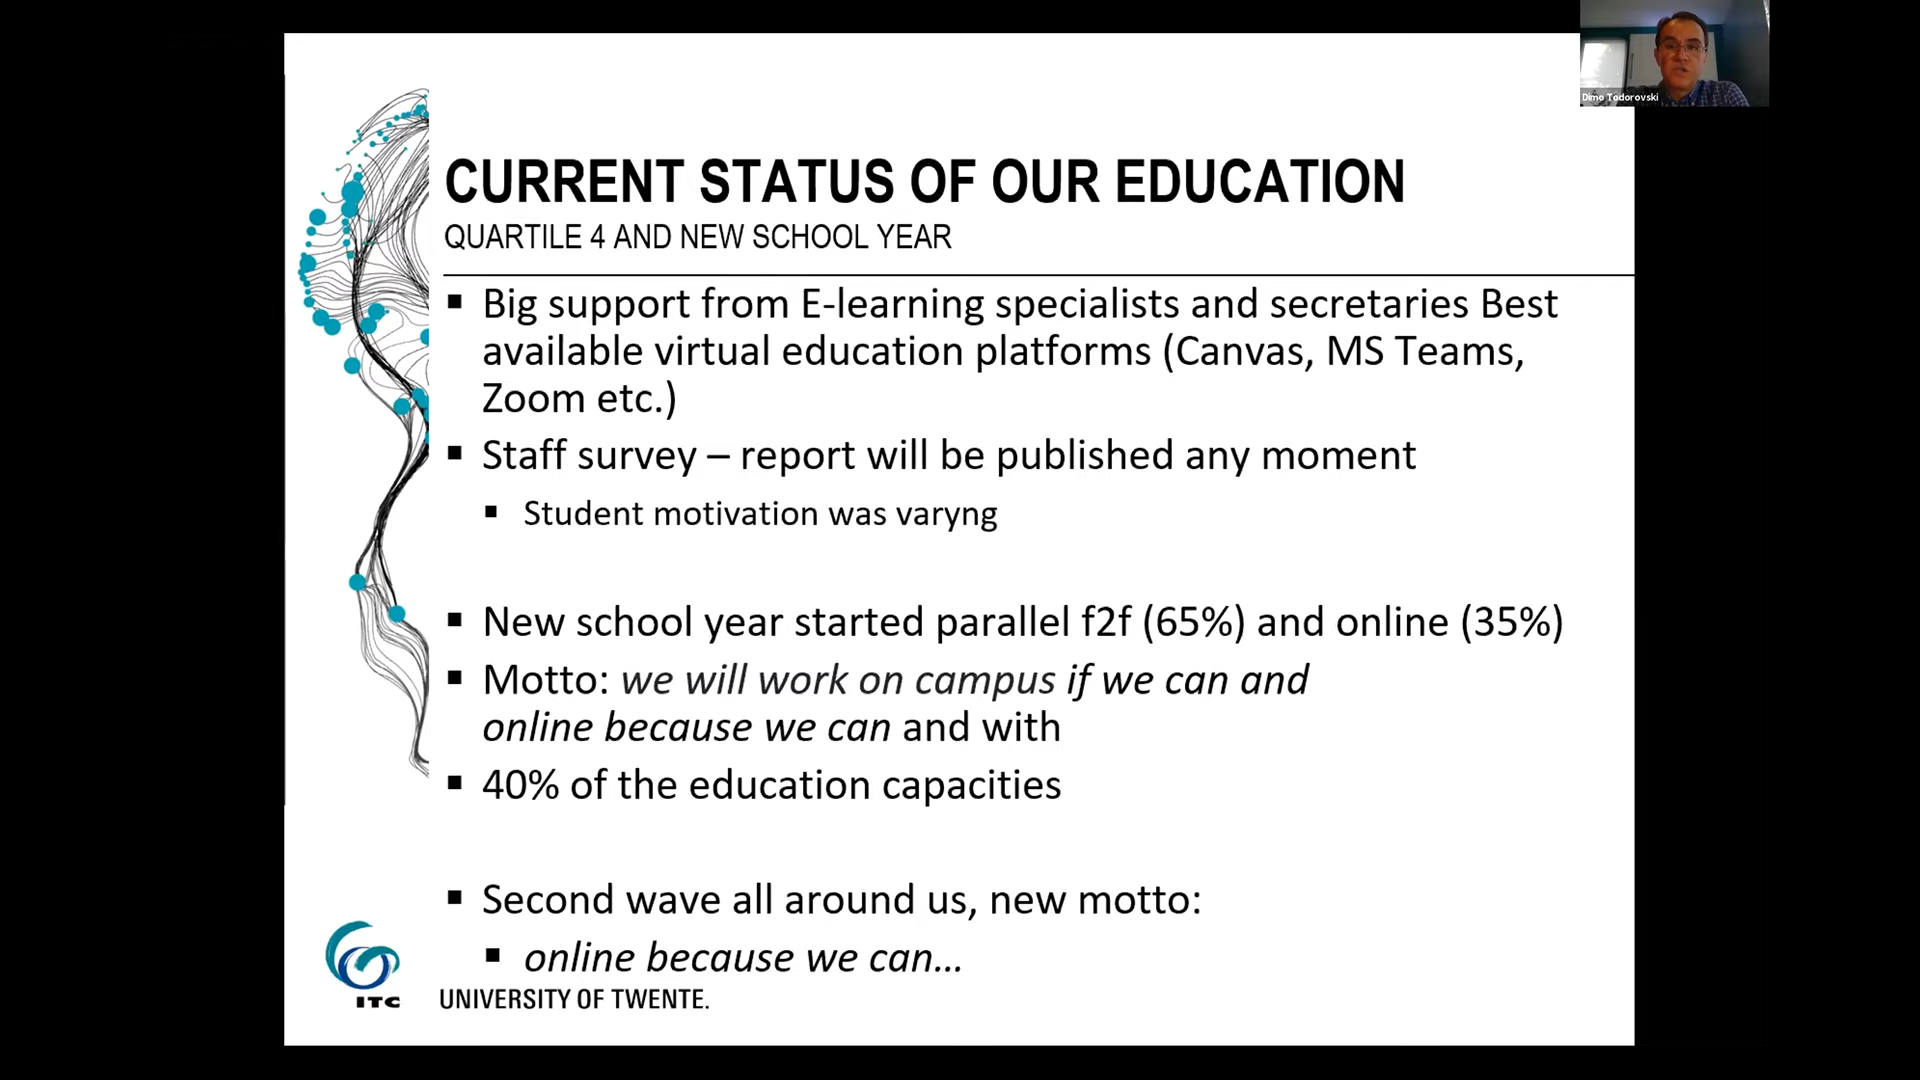 Dimo Todorovski
CURRENT STATUS OF OUR EDUCATION
QUARTILE 4 AND NEW SCHOOL YEAR
▪ Big support from E-learning specialists and secretaries Best
available virtual education platforms (Canvas, MS Teams,
Zoom etc.)
▪ Staff survey – report will be published any moment
▪ Student motivation was varyng
▪ New school year started parallel f2f (65%) and online (35%)
▪ Motto: we will work on campus if we can and
online because we can and with
▪ 40% of the education capacities
▪ Second wave all around us, new motto:
▪ online because we can…
ITC
UNIVERSITY OF TWENTE.